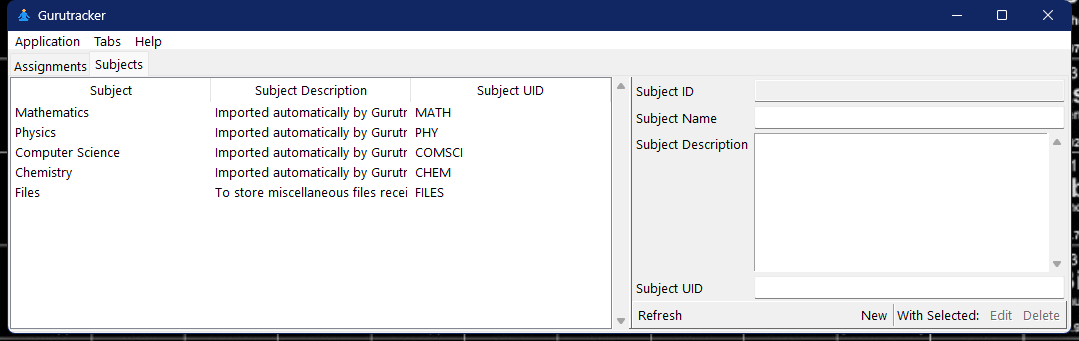 Gurutracker
Application Tabs Help
Assignments Subjects
Subject Subject Description Subject UID
Mathematics Imported automatically by Gurutr MATH
Physics Imported automatically by Gurutr PHY
Computer Science Imported automatically by Gurutr COMSCI
Chemistry Imported automatically by Gurutr CHEM
Files To store miscellaneous files recei FILES
Subject ID
Subject Name
Subject Description
Subject UID
Refresh New With Selected: Edit Delete